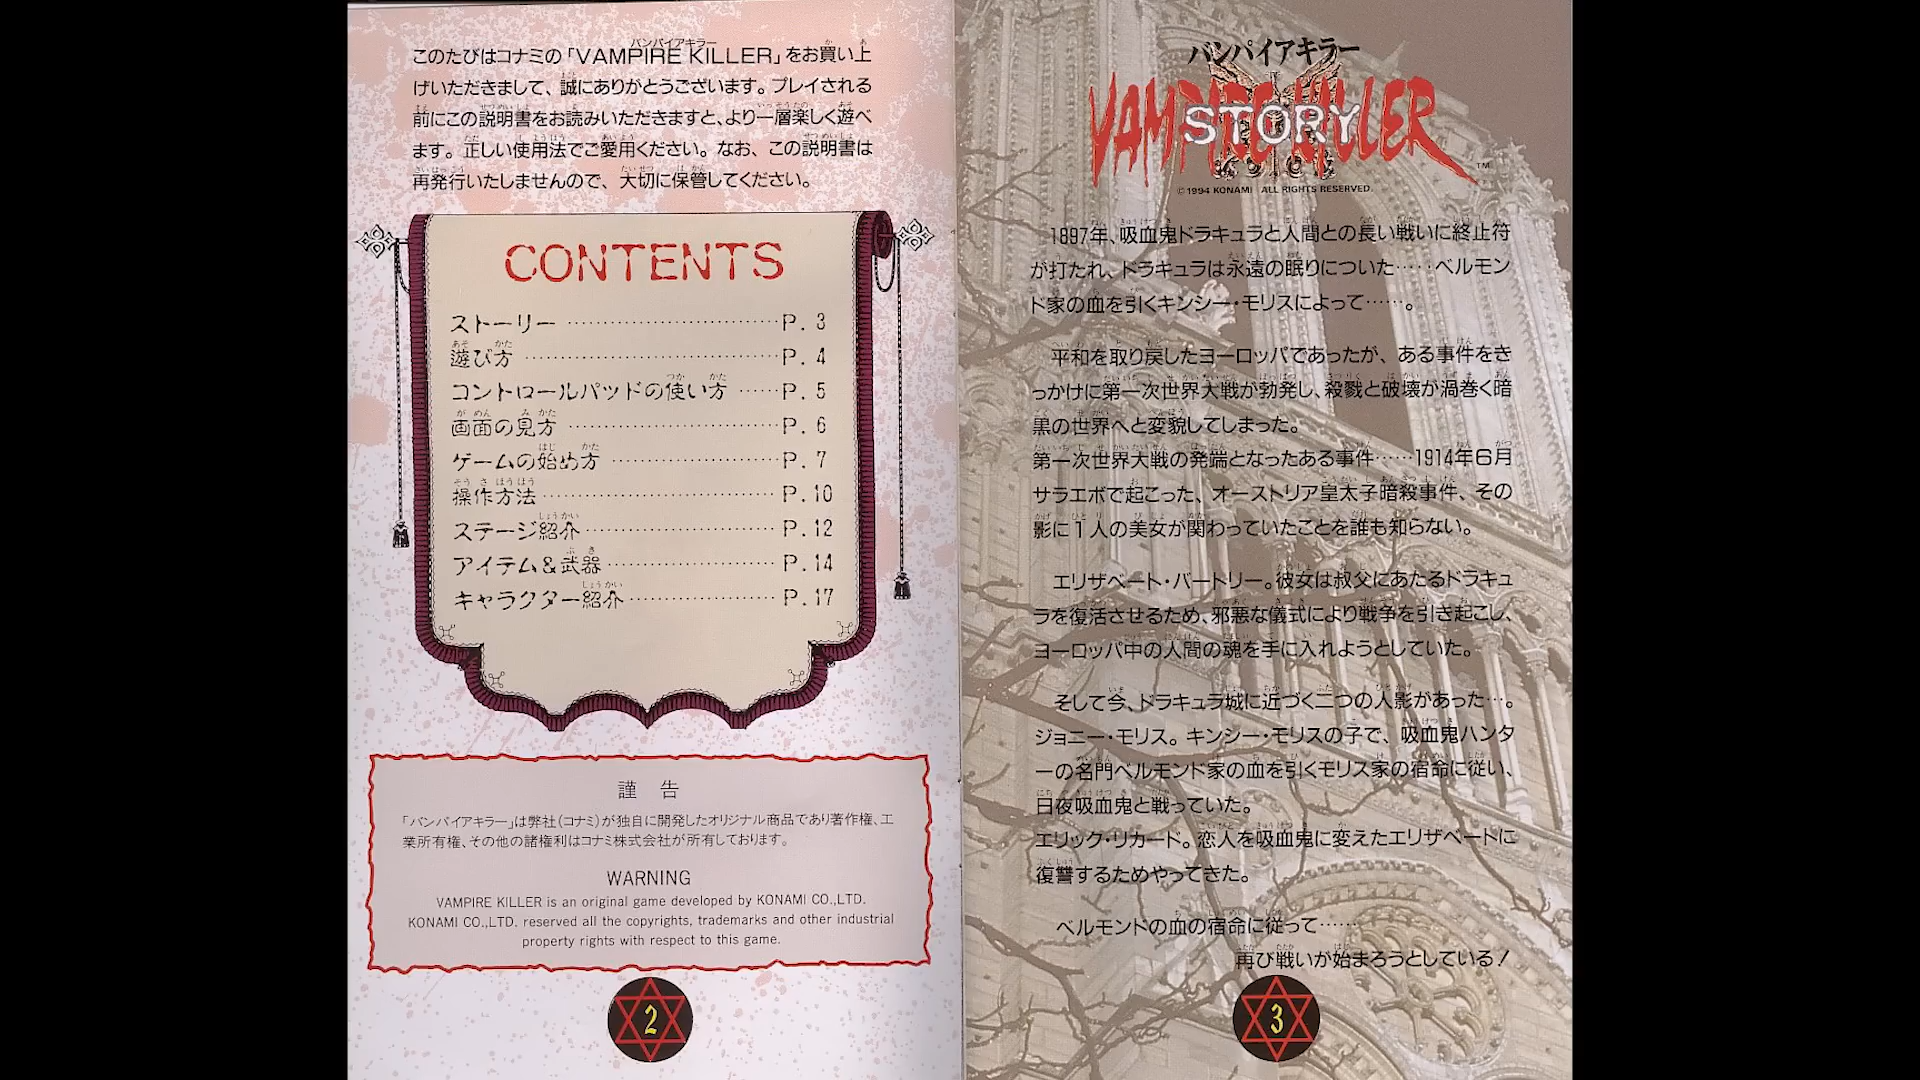 このたびはコナミの「VAMPIRE KILLER」をお買い上
げいただきまして、誠にありがとうございます。プレイされる
前にこの説明書をお読みいただきますと、より一層楽しく遊べ
ます。正しい使用法でご愛用ください。なお、この説明書は
再発行いたしませんので、大切に保管してください。
CONTENTS
ストーリー ………………………P. 3
遊び方 ………………………P. 4
コントロールパッドの使い方 ……P. 5
画面の見方 ………………………P. 6
ゲームの始め方 …………………P. 7
操作方法………………………P.10
ステージ紹介…………………P.12
アイテム&武器…………………P.14
キャラクター紹介………………P.17
謹 告
「バンパイアキラー」は弊社(コナミ)が独自に開発したオリジナル商品であり著作権、工
業所有権、その他の諸権利はコナミ株式会社が所有しております。
WARNING
VAMPIRE KILLER is an original game developed by KONAMI CO.,LTD.
KONAMI CO.,LTD. reserved all the copyrights, trademarks and other industrial
property rights with respect to this game.
2
バンパイアキラー
VAMPIRE KILLER
STORY
TM
©1994 KONAMI ALL RIGHTS RESERVED.
1897年、吸血鬼ドラキュラと人間との長い戦いに終止符
が打たれ、ドラキュラは永遠の眠りについた……ベルモン
ド家の血を引くキンシー・モリスによって……。
平和を取り戻したヨーロッパであったが、ある事件をき
っかけに第一次世界大戦が勃発し、殺戮と破壊が渦巻く暗
黒の世界へと変貌してしまった。
第一次世界大戦の発端となったある事件……1914年6月
サラエボで起こった、オーストリア皇太子暗殺事件、その
影に1人の美女が関わっていたことを誰も知らない。
エリザベート・バートリー。彼女は叔父にあたるドラキュ
ラを復活させるため、邪悪な儀式により戦争を引き起こし、
ヨーロッパ中の人間の魂を手に入れようとしていた。
そして今、ドラキュラ城に近づく二つの人影があった…。
ジョニー・モリス。キンシー・モリスの子で、吸血鬼ハンタ
ーの名門ベルモンド家の血を引くモリス家の宿命に従い、
日夜吸血鬼と戦っていた。
エリック・リカード。恋人を吸血鬼に変えたエリザベートに
復讐するためやってきた。
ベルモンドの血の宿命に従って……
再び戦いが始まろうとしている!
3